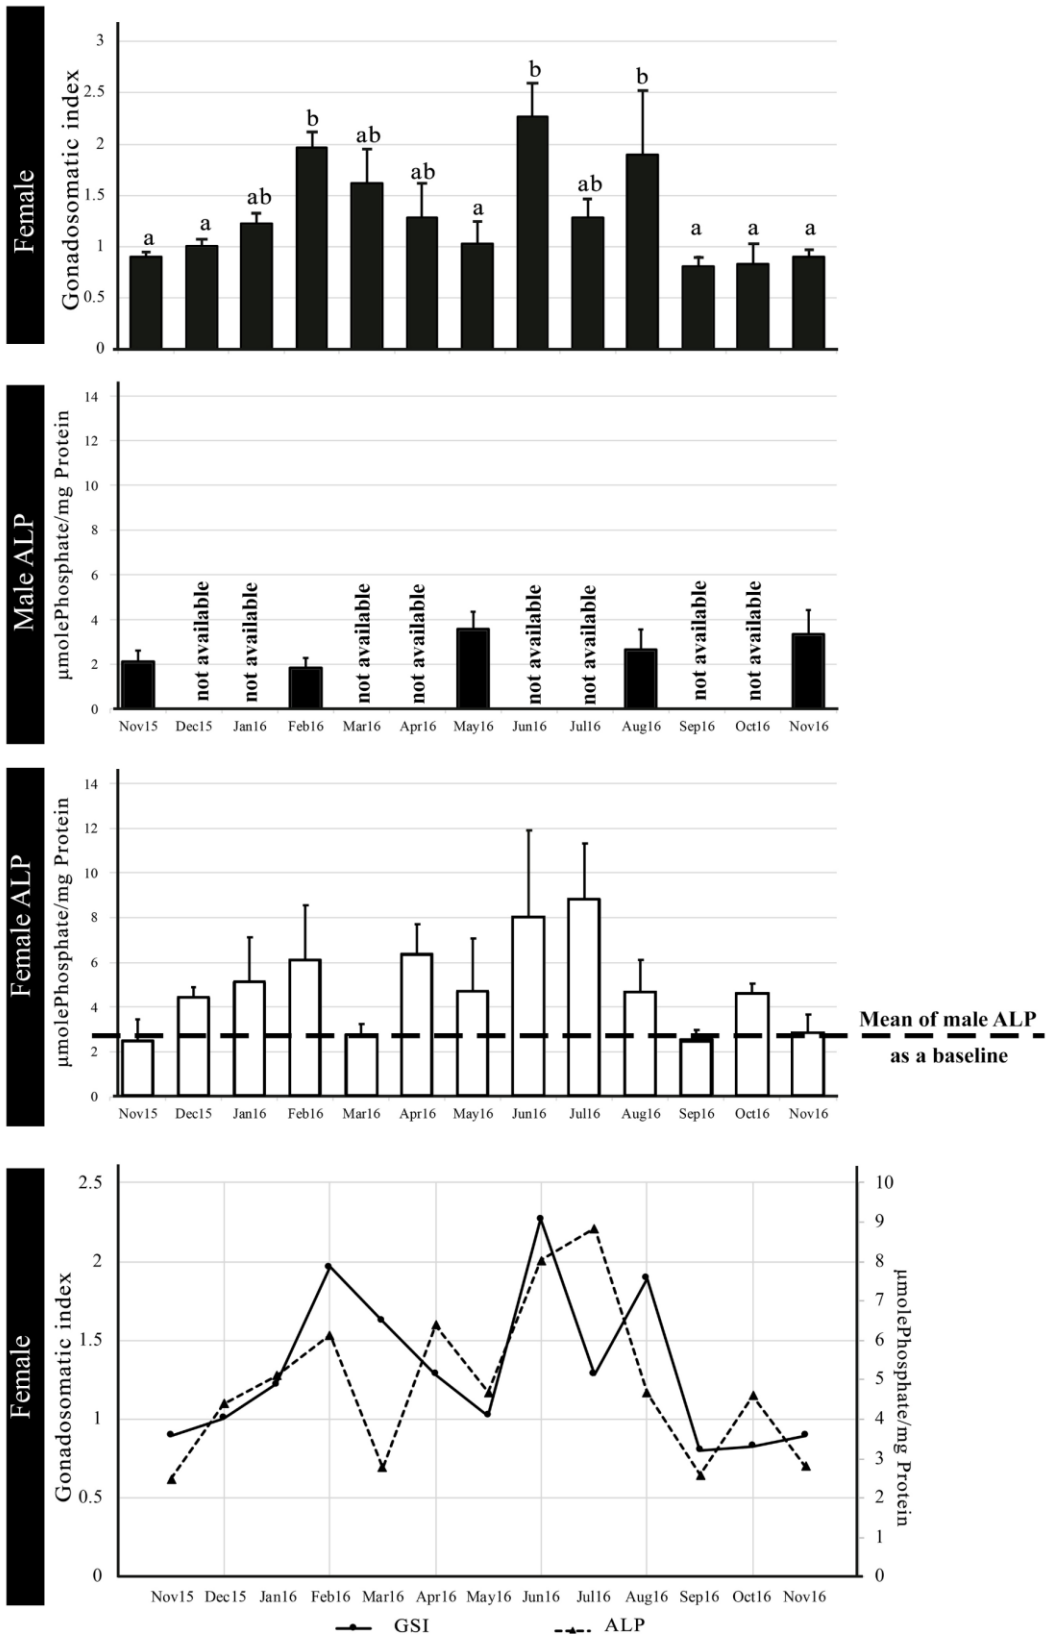 Female
Gonadosomatic index
3
2.5
2
1.5
1
0.5
0
a
a
ab
b
ab
ab
a
b
ab
b
a
a
a
Male ALP
µmolePhosphate/mg Protein
14
12
10
8
6
4
2
0
not available
not available
not available
not available
not available
not available
not available
not available
Nov15 Dec15 Jan16 Feb16 Mar16 Apr16 May16 Jun16 Jul16 Aug16 Sep16 Oct16 Nov16
Female ALP
µmolePhosphate/mg Protein
14
12
10
8
6
4
2
0
Mean of male ALP
as a baseline
Nov15 Dec15 Jan16 Feb16 Mar16 Apr16 May16 Jun16 Jul16 Aug16 Sep16 Oct16 Nov16
Female
Gonadosomatic index
2.5
2
1.5
1
0.5
0
10
9
8
7
6
5
4
3
2
1
0
µmolePhosphate/mg Protein
Nov15 Dec15 Jan16 Feb16 Mar16 Apr16 May16 Jun16 Jul16 Aug16 Sep16 Oct16 Nov16
GSI ALP